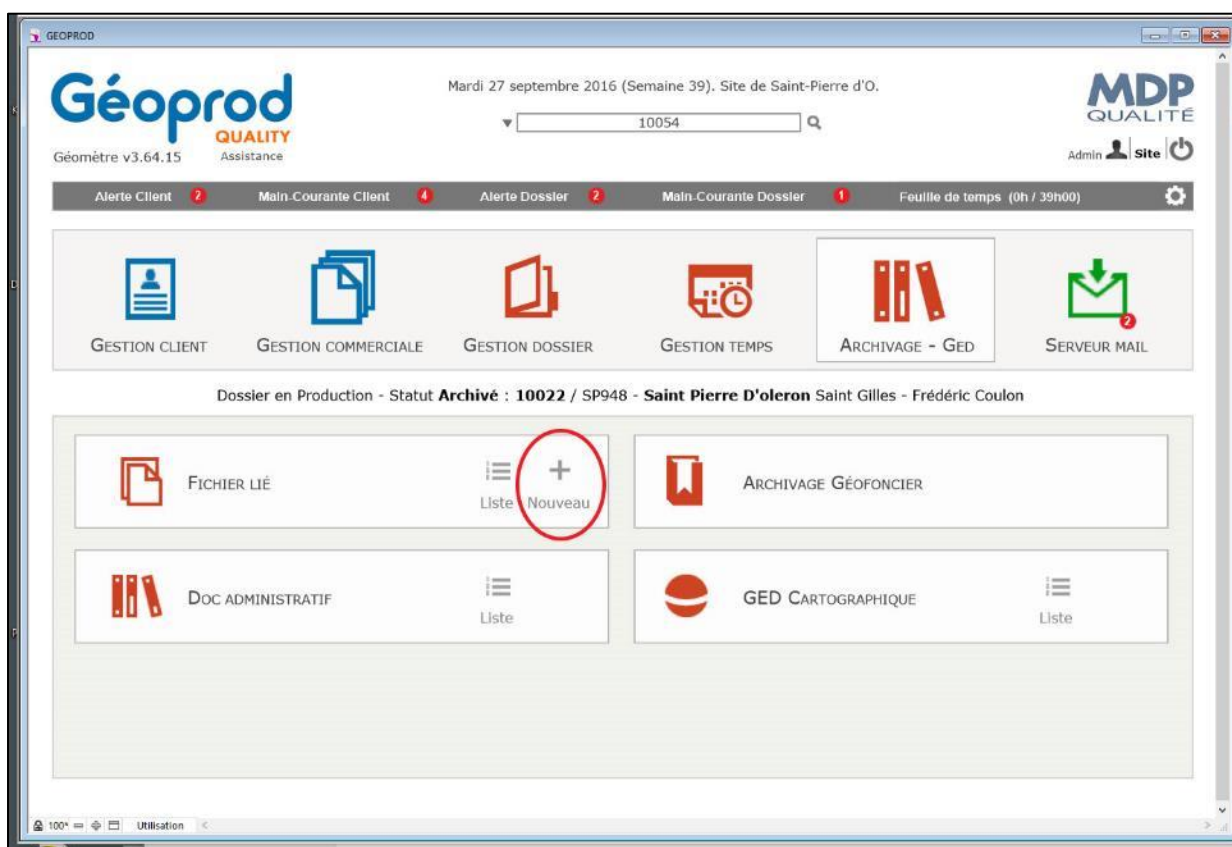 GEOPROD
Géoprod
QUALITY
Géomètre v3.64.15 Assistance
Mardi 27 septembre 2016 (Semaine 39). Site de Saint-Pierre d'O.
10054
MDP
QUALITÉ
Admin Site
Alerte Client 2 Main-Courante Client 4 Alerte Dossier 2 Main-Courante Dossier 1 Feuille de temps (0h / 39h00)
GESTION CLIENT GESTION COMMERCIALE GESTION DOSSIER GESTION TEMPS ARCHIVAGE - GED SERVEUR MAIL
2
Dossier en Production - Statut Archivé : 10022 / SP948 - Saint Pierre D'oleron Saint Gilles - Frédéric Coulon
FICHIER LIÉ
Liste Nouveau
ARCHIVAGE GÉOFONCIER
DOC ADMINISTRATIF
Liste
GED CARTOGRAPHIQUE
Liste
100% Utilisation